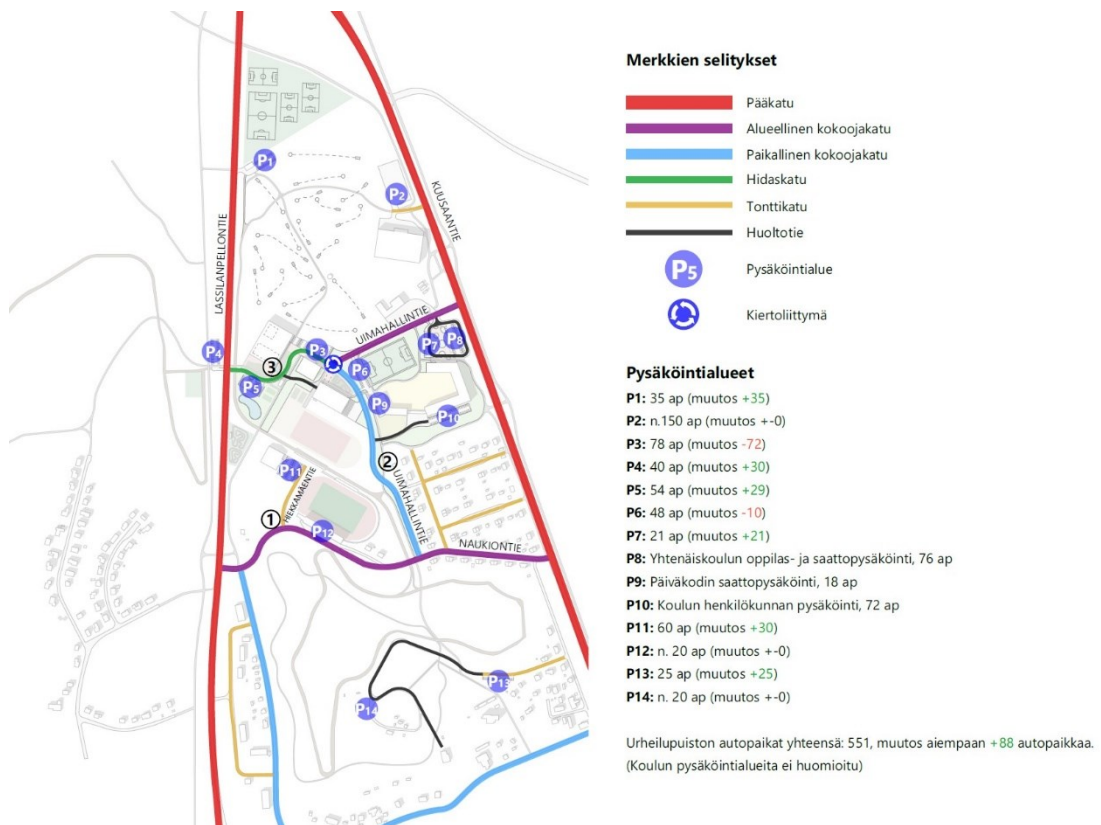 P1
P2
KUUSAANTIE
LASSILANPELLONTIE
UIMAHALLINTIE
P3
P4
P5
P6
P7
P8
P9
P10
3
2
UIMAHALLINTIE
P11
HIEKKAMÄENTIE
1
P12
NAUKIONTIE
P13
P14
Merkkien selitykset
Pääkatu
Alueellinen kokoojakatu
Paikallinen kokoojakatu
Hidaskatu
Tonttikatu
Huoltotie
P5 Pysäköintialue
Kiertoliittymä
Pysäköintialueet
P1: 35 ap (muutos +35)
P2: n.150 ap (muutos +-0)
P3: 78 ap (muutos -72)
P4: 40 ap (muutos +30)
P5: 54 ap (muutos +29)
P6: 48 ap (muutos -10)
P7: 21 ap (muutos +21)
P8: Yhtenäiskoulun oppilas- ja saattopysäköinti, 76 ap
P9: Päiväkodin saattopysäköinti, 18 ap
P10: Koulun henkilökunnan pysäköinti, 72 ap
P11: 60 ap (muutos +30)
P12: n. 20 ap (muutos +-0)
P13: 25 ap (muutos +25)
P14: n. 20 ap (muutos +-0)
Urheilupuiston autopaikat yhteensä: 551, muutos aiempaan +88 autopaikkaa.
(Koulun pysäköintialueita ei huomioitu)